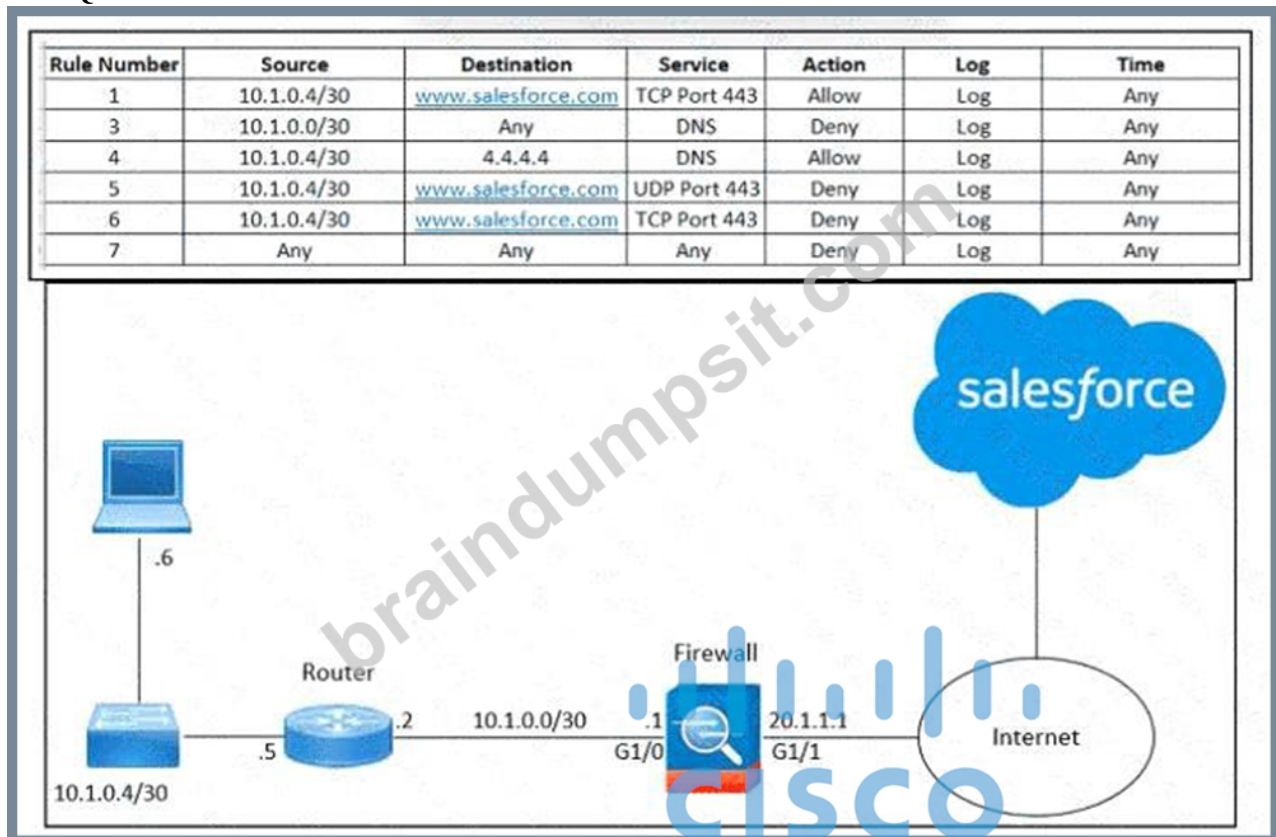 Rule Number Source Destination Service Action Log Time
1 10.1.0.4/30 www.salesforce.com TCP Port 443 Allow Log Any
3 10.1.0.0/30 Any DNS Deny Log Any
4 10.1.0.4/30 4.4.4.4 DNS Allow Log Any
5 10.1.0.4/30 www.salesforce.com UDP Port 443 Deny Log Any
6 10.1.0.4/30 www.salesforce.com TCP Port 443 Deny Log Any
7 Any Any Any Deny Log Any
braindumpsit.com
salesforce
.6
Router
Firewall
.5
.2
10.1.0.0/30
.1
G1/0
20.1.1.1
G1/1
Internet
10.1.0.4/30
CISCO